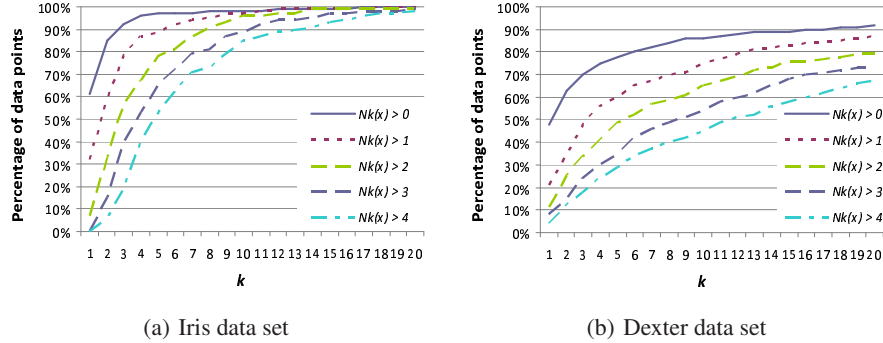 Percentage of data points
100%
90%
80%
70%
60%
50%
40%
30%
20%
10%
0%
Nk(x) > 0
Nk(x) > 1
Nk(x) > 2
Nk(x) > 3
Nk(x) > 4
1 2 3 4 5 6 7 8 9 10 11 12 13 14 15 16 17 18 19 20
k
(a) Iris data set
Percentage of data points
100%
90%
80%
70%
60%
50%
40%
30%
20%
10%
0%
Nk(x) > 0
Nk(x) > 1
Nk(x) > 2
Nk(x) > 3
Nk(x) > 4
1 2 3 4 5 6 7 8 9 10 11 12 13 14 15 16 17 18 19 20
k
(b) Dexter data set